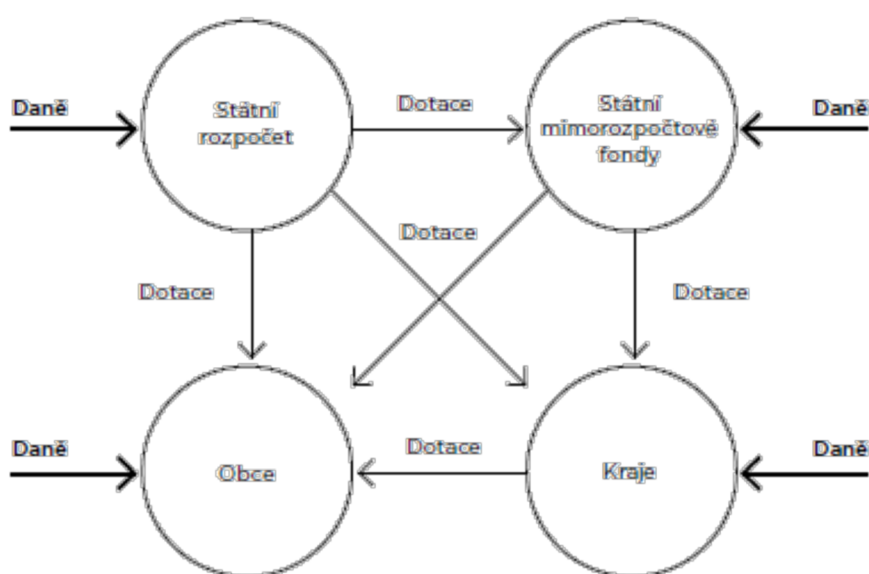 Daně
Státní
rozpočet
Dotace
Státní
mimorozpočtové
fondy
Daně
Dotace
Dotace
Dotace
Daně
Obce
Dotace
Kraje
Daně